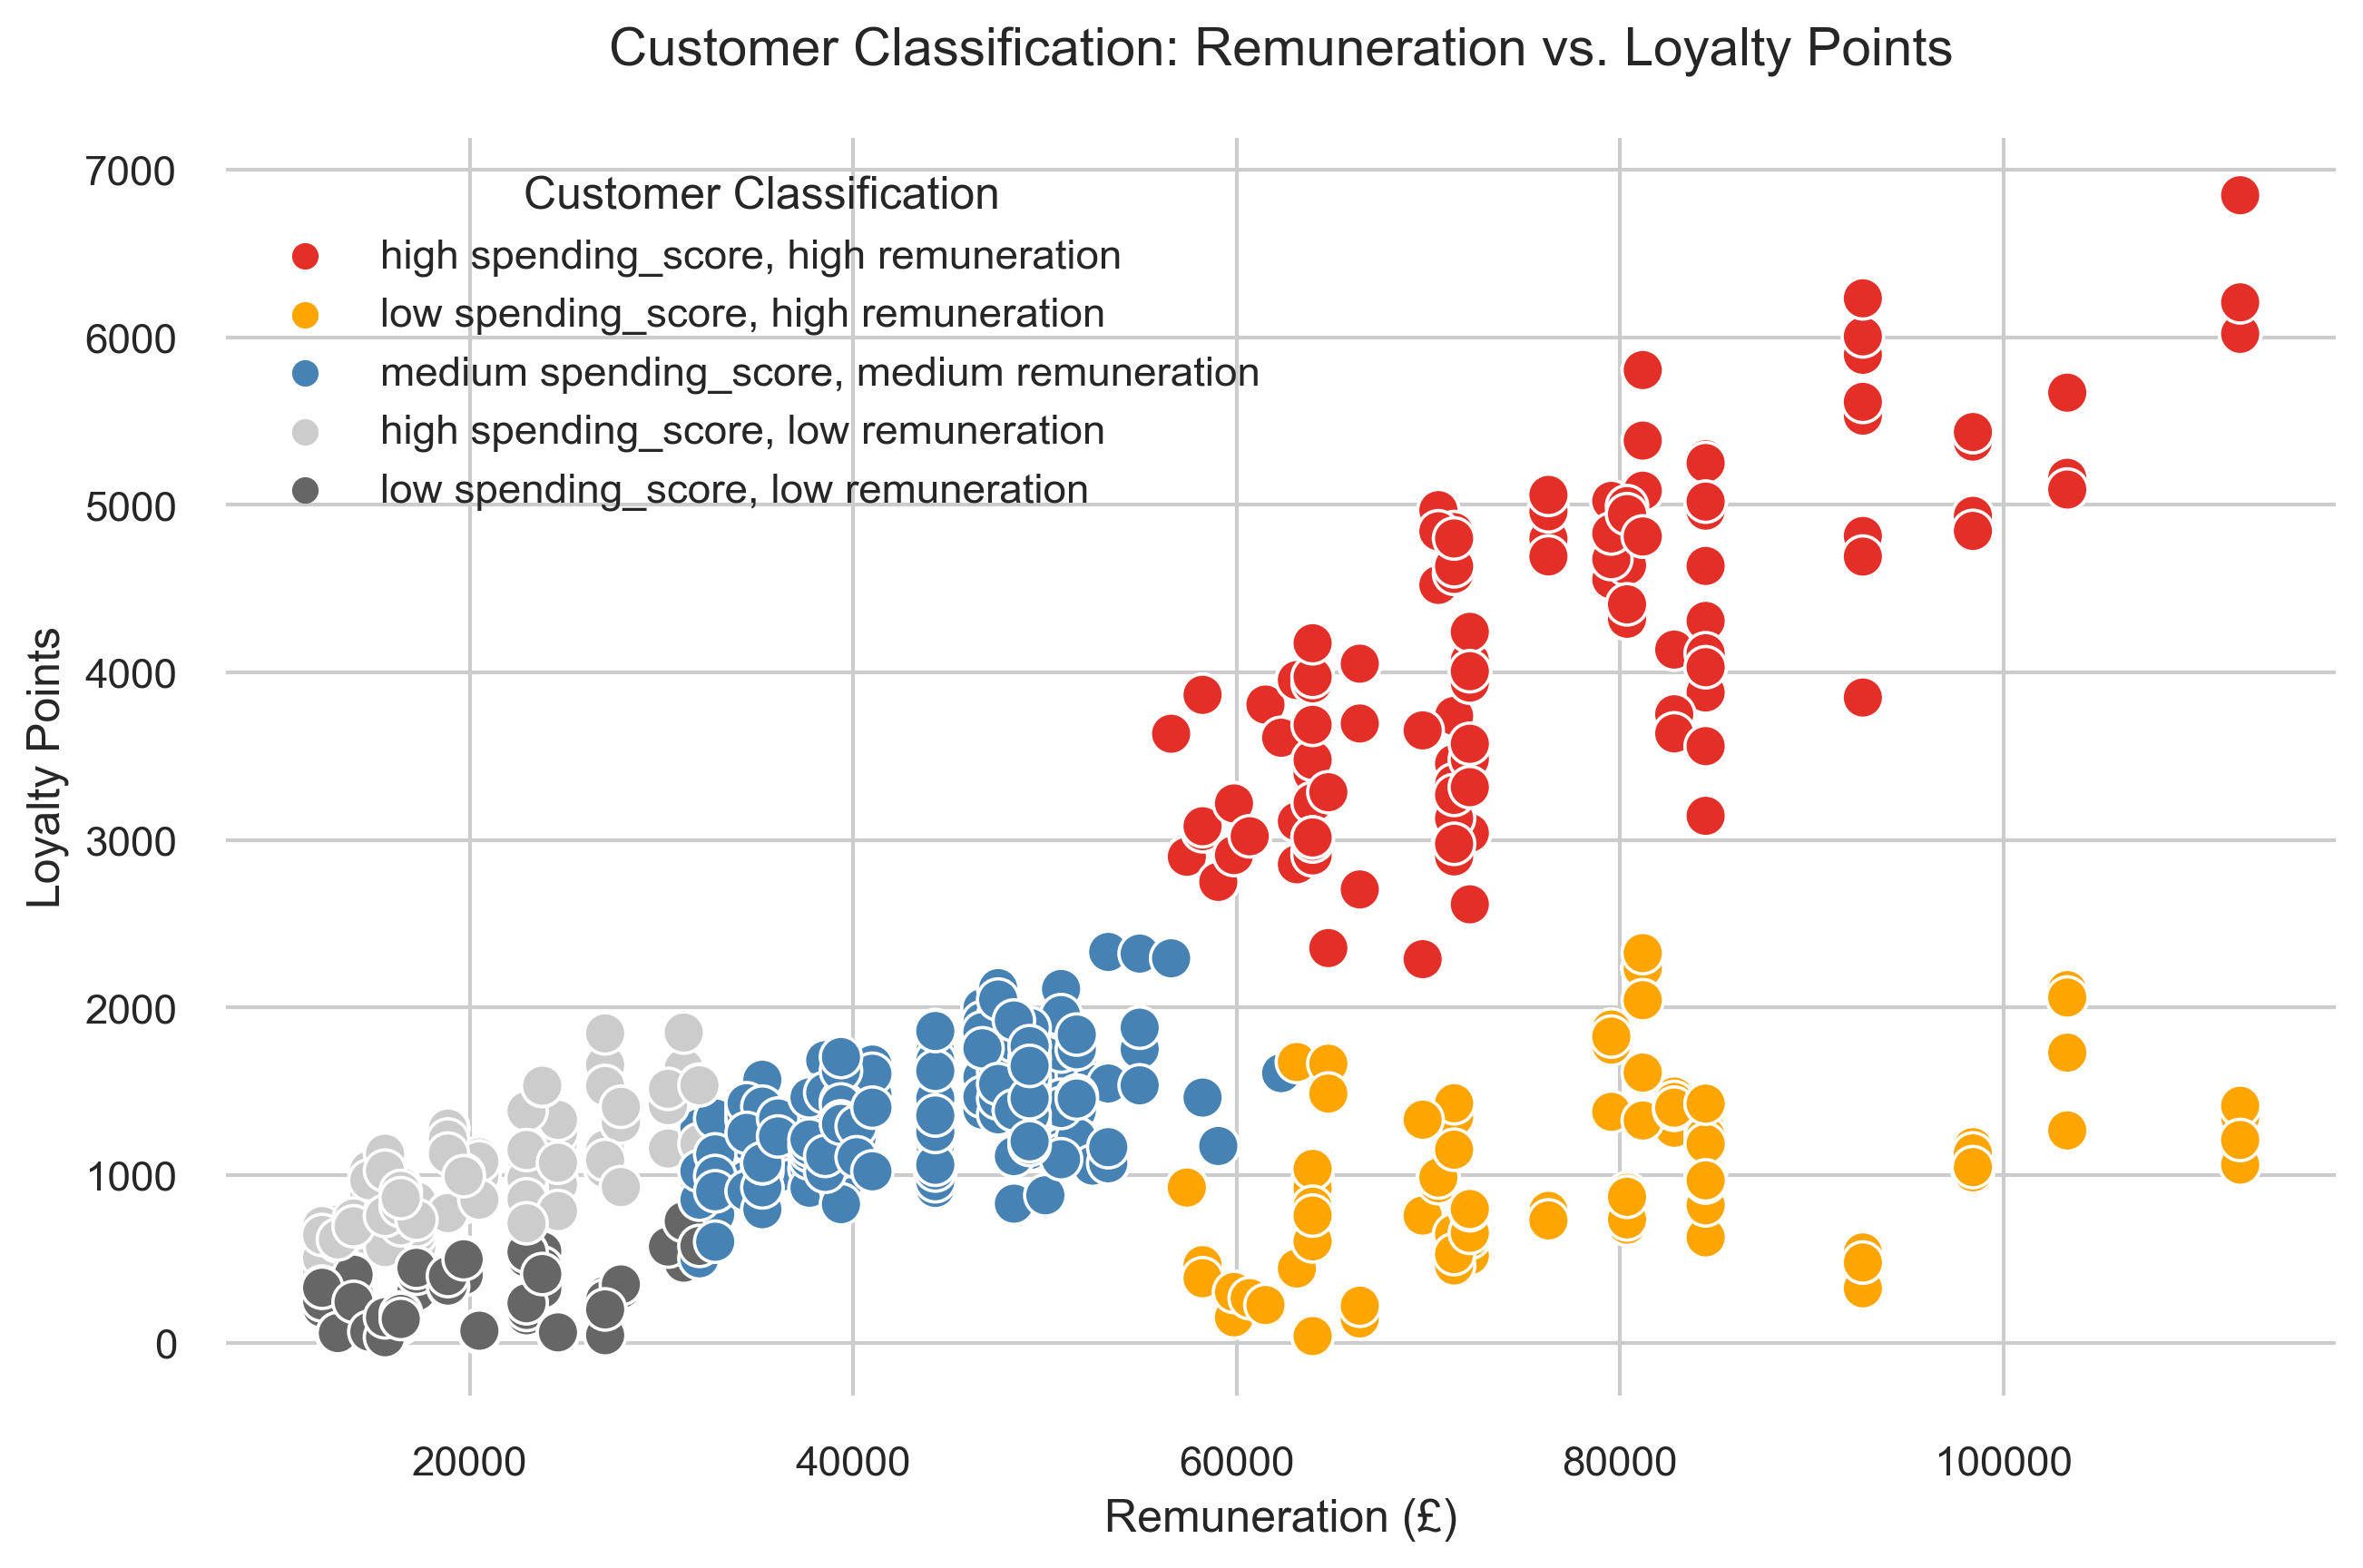 Customer Classification: Remuneration vs. Loyalty Points
Customer Classification
high spending_score, high remuneration
low spending_score, high remuneration
medium spending_score, medium remuneration
high spending_score, low remuneration
low spending_score, low remuneration
Loyalty Points
7000
6000
5000
4000
3000
2000
1000
0
20000 40000 60000 80000 100000
Remuneration (£)